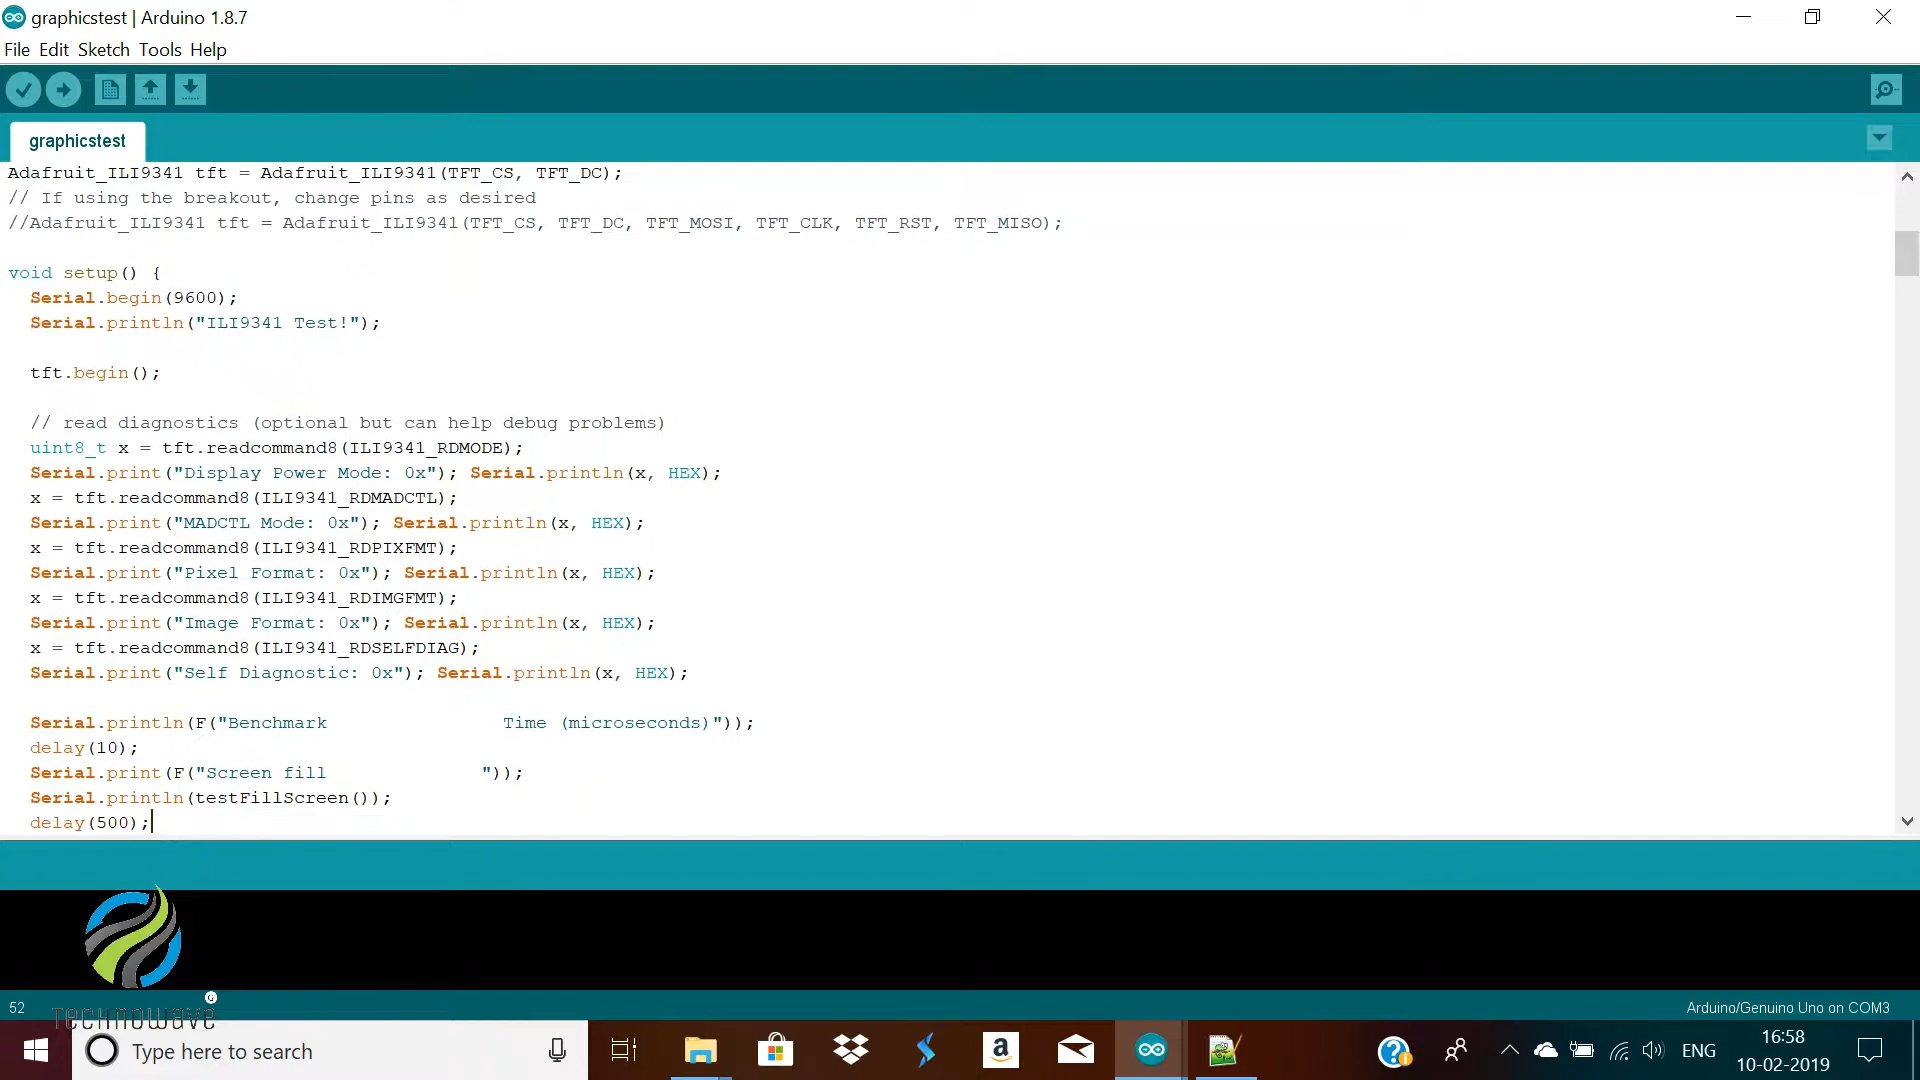 graphicstest | Arduino 1.8.7
File Edit Sketch Tools Help
graphicstest
Adafruit_ILI9341 tft = Adafruit_ILI9341(TFT_CS, TFT_DC);
// If using the breakout, change pins as desired
//Adafruit_ILI9341 tft = Adafruit_ILI9341(TFT_CS, TFT_DC, TFT_MOSI, TFT_CLK, TFT_RST, TFT_MISO);
void setup() {
  Serial.begin(9600);
  Serial.println("ILI9341 Test!");
  tft.begin();
  // read diagnostics (optional but can help debug problems)
  uint8_t x = tft.readcommand8(ILI9341_RDMODE);
  Serial.print("Display Power Mode: 0x"); Serial.println(x, HEX);
  x = tft.readcommand8(ILI9341_RDMADCTL);
  Serial.print("MADCTL Mode: 0x"); Serial.println(x, HEX);
  x = tft.readcommand8(ILI9341_RDPIXFMT);
  Serial.print("Pixel Format: 0x"); Serial.println(x, HEX);
  x = tft.readcommand8(ILI9341_RDIMGFMT);
  Serial.print("Image Format: 0x"); Serial.println(x, HEX);
  x = tft.readcommand8(ILI9341_RDSELFDIAG);
  Serial.print("Self Diagnostic: 0x"); Serial.println(x, HEX);
  Serial.println(F("Benchmark                Time (microseconds)"));
  delay(10);
  Serial.print(F("Screen fill              "));
  Serial.println(testFillScreen());
  delay(500);
G
52
TECHNOWAVE
Arduino/Genuino Uno on COM3
Type here to search
a
ENG
16:58
10-02-2019